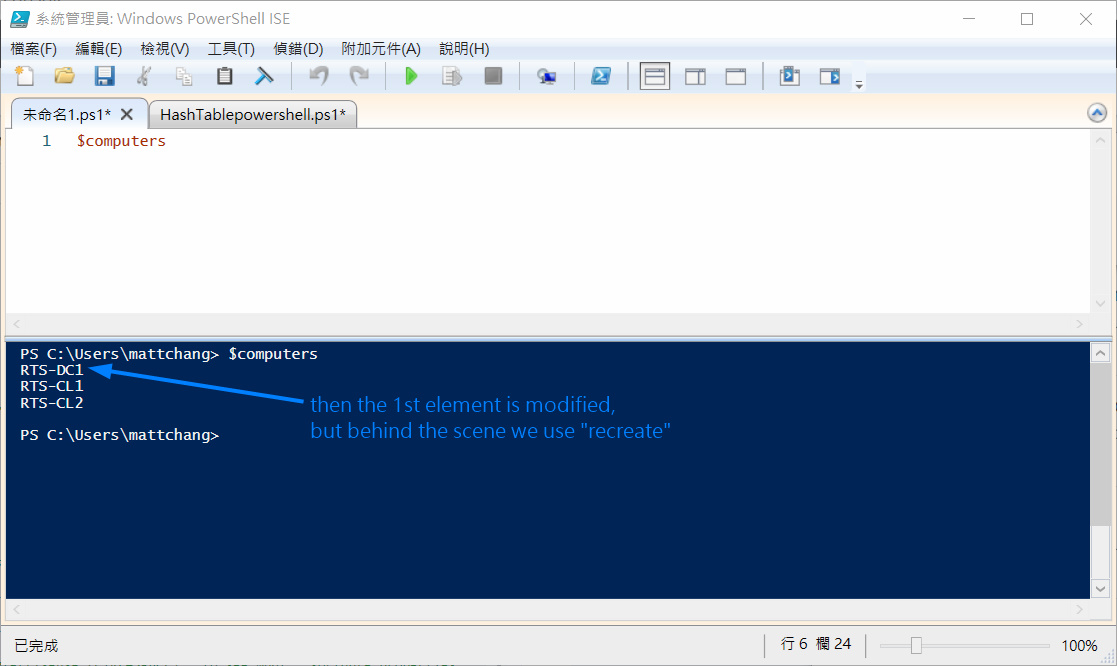 系統管理員: Windows PowerShell ISE
檔案(F) 編輯(E) 檢視(V) 工具(T) 偵錯(D) 附加元件(A) 說明(H)
未命名1.ps1* HashTablepowershell.ps1*
1 $computers
PS C:\Users\mattchang> $computers
RTS-DC1
RTS-CL1
RTS-CL2
then the 1st element is modified,
but behind the scene we use "recreate"
PS C:\Users\mattchang>
已完成 行 6 欄 24 100%